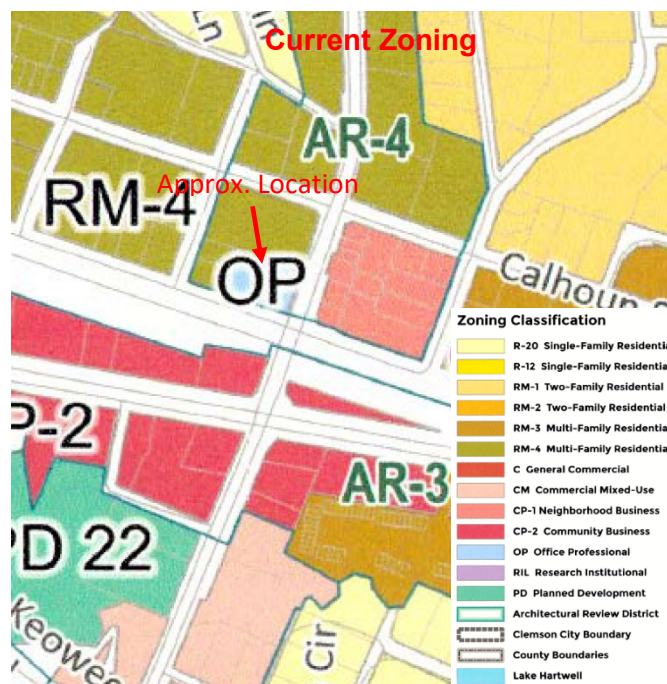 Ln
ln
Current Zoning
AR-4
Approx. Location
RM-4
OP
Calhoun
P-2
AR-3
PD 22
Keowee
Cir
Zoning Classification
R-20 Single-Family Residentia
R-12 Single-Family Residentia
RM-1 Two-Family Residential
RM-2 Two-Family Residential
RM-3 Multi-Family Residentia
RM-4 Multi-Family Residentia
C General Commercial
CM Commercial Mixed-Use
CP-1 Neighborhood Business
CP-2 Community Business
OP Office Professional
RIL Research Institutional
PD Planned Development
Architectural Review District
Clemson City Boundary
County Boundaries
Lake Hartwell